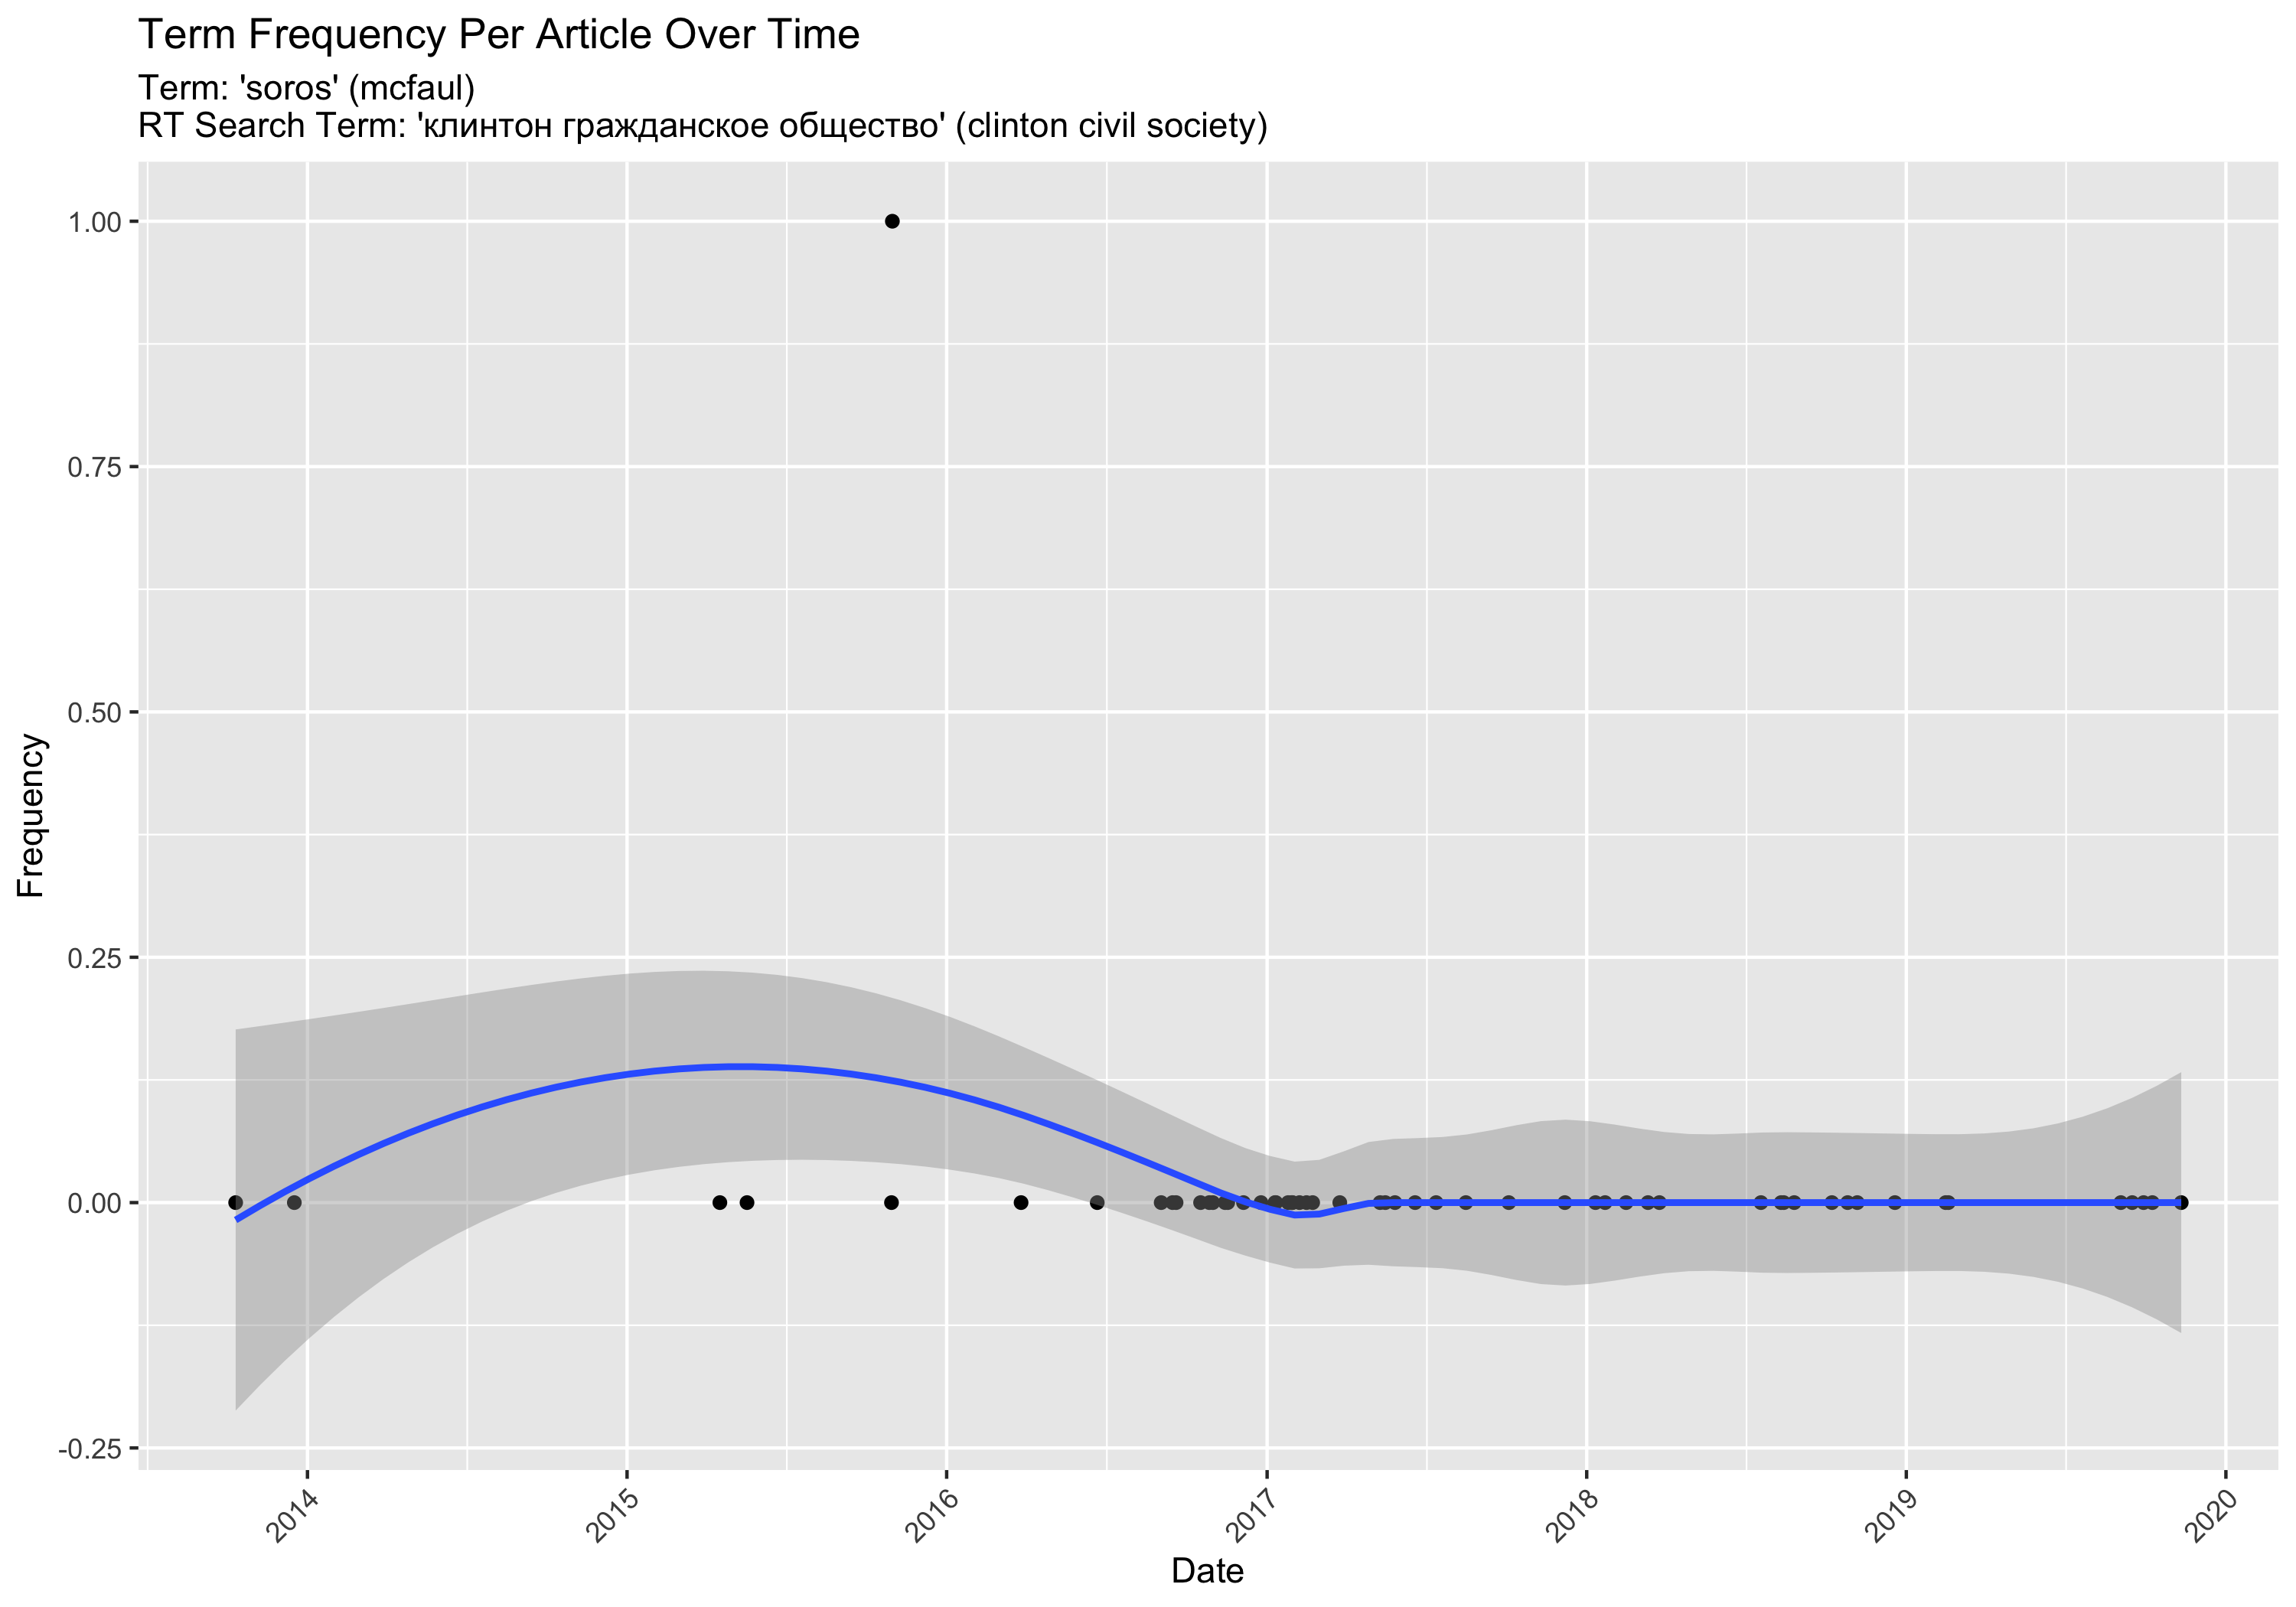 Term Frequency Per Article Over Time
Term: 'soros' (mcfaul)
RT Search Term: 'клинтон гражданское общество' (clinton civil society)
1.00
0.75
0.50
0.25
0.00
-0.25
Frequency
2014
2015
2016
2017
2018
2019
2020
Date